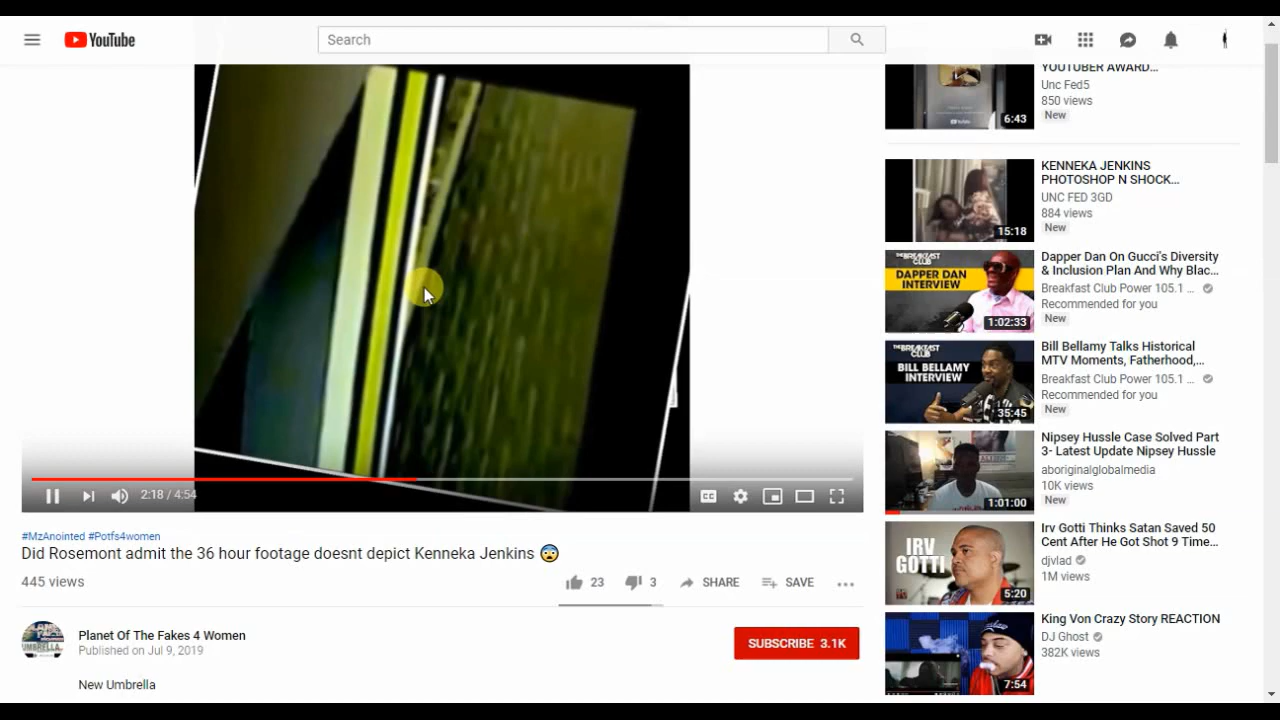 YouTube
Search
2:18 / 4:54
#MzAnointed #Potfs4women
Did Rosemont admit the 36 hour footage doesnt depict Kenneka Jenkins 😨
445 views
23
3
SHARE
SAVE
Planet Of The Fakes 4 Women
Published on Jul 9, 2019
SUBSCRIBE 3.1K
New Umbrella
YOUTUBER AWARD...
Unc Fed5
850 views
New
6:43
KENNEKA JENKINS
PHOTOSHOP N SHOCK...
UNC FED 3GD
884 views
New
15:18
Dapper Dan On Gucci's Diversity
& Inclusion Plan And Why Blac...
Breakfast Club Power 105.1 ...
Recommended for you
New
DAPPER DAN
INTERVIEW
1:02:33
Bill Bellamy Talks Historical
MTV Moments, Fatherhood,...
Breakfast Club Power 105.1 ...
Recommended for you
New
BILL BELLAMY
INTERVIEW
35:45
Nipsey Hussle Case Solved Part
3- Latest Update Nipsey Hussle
aboriginalglobalmedia
10K views
New
1:01:00
Irv Gotti Thinks Satan Saved 50
Cent After He Got Shot 9 Time...
djvlad
1M views
IRV
GOTTI
5:20
King Von Crazy Story REACTION
DJ Ghost
382K views
7:54